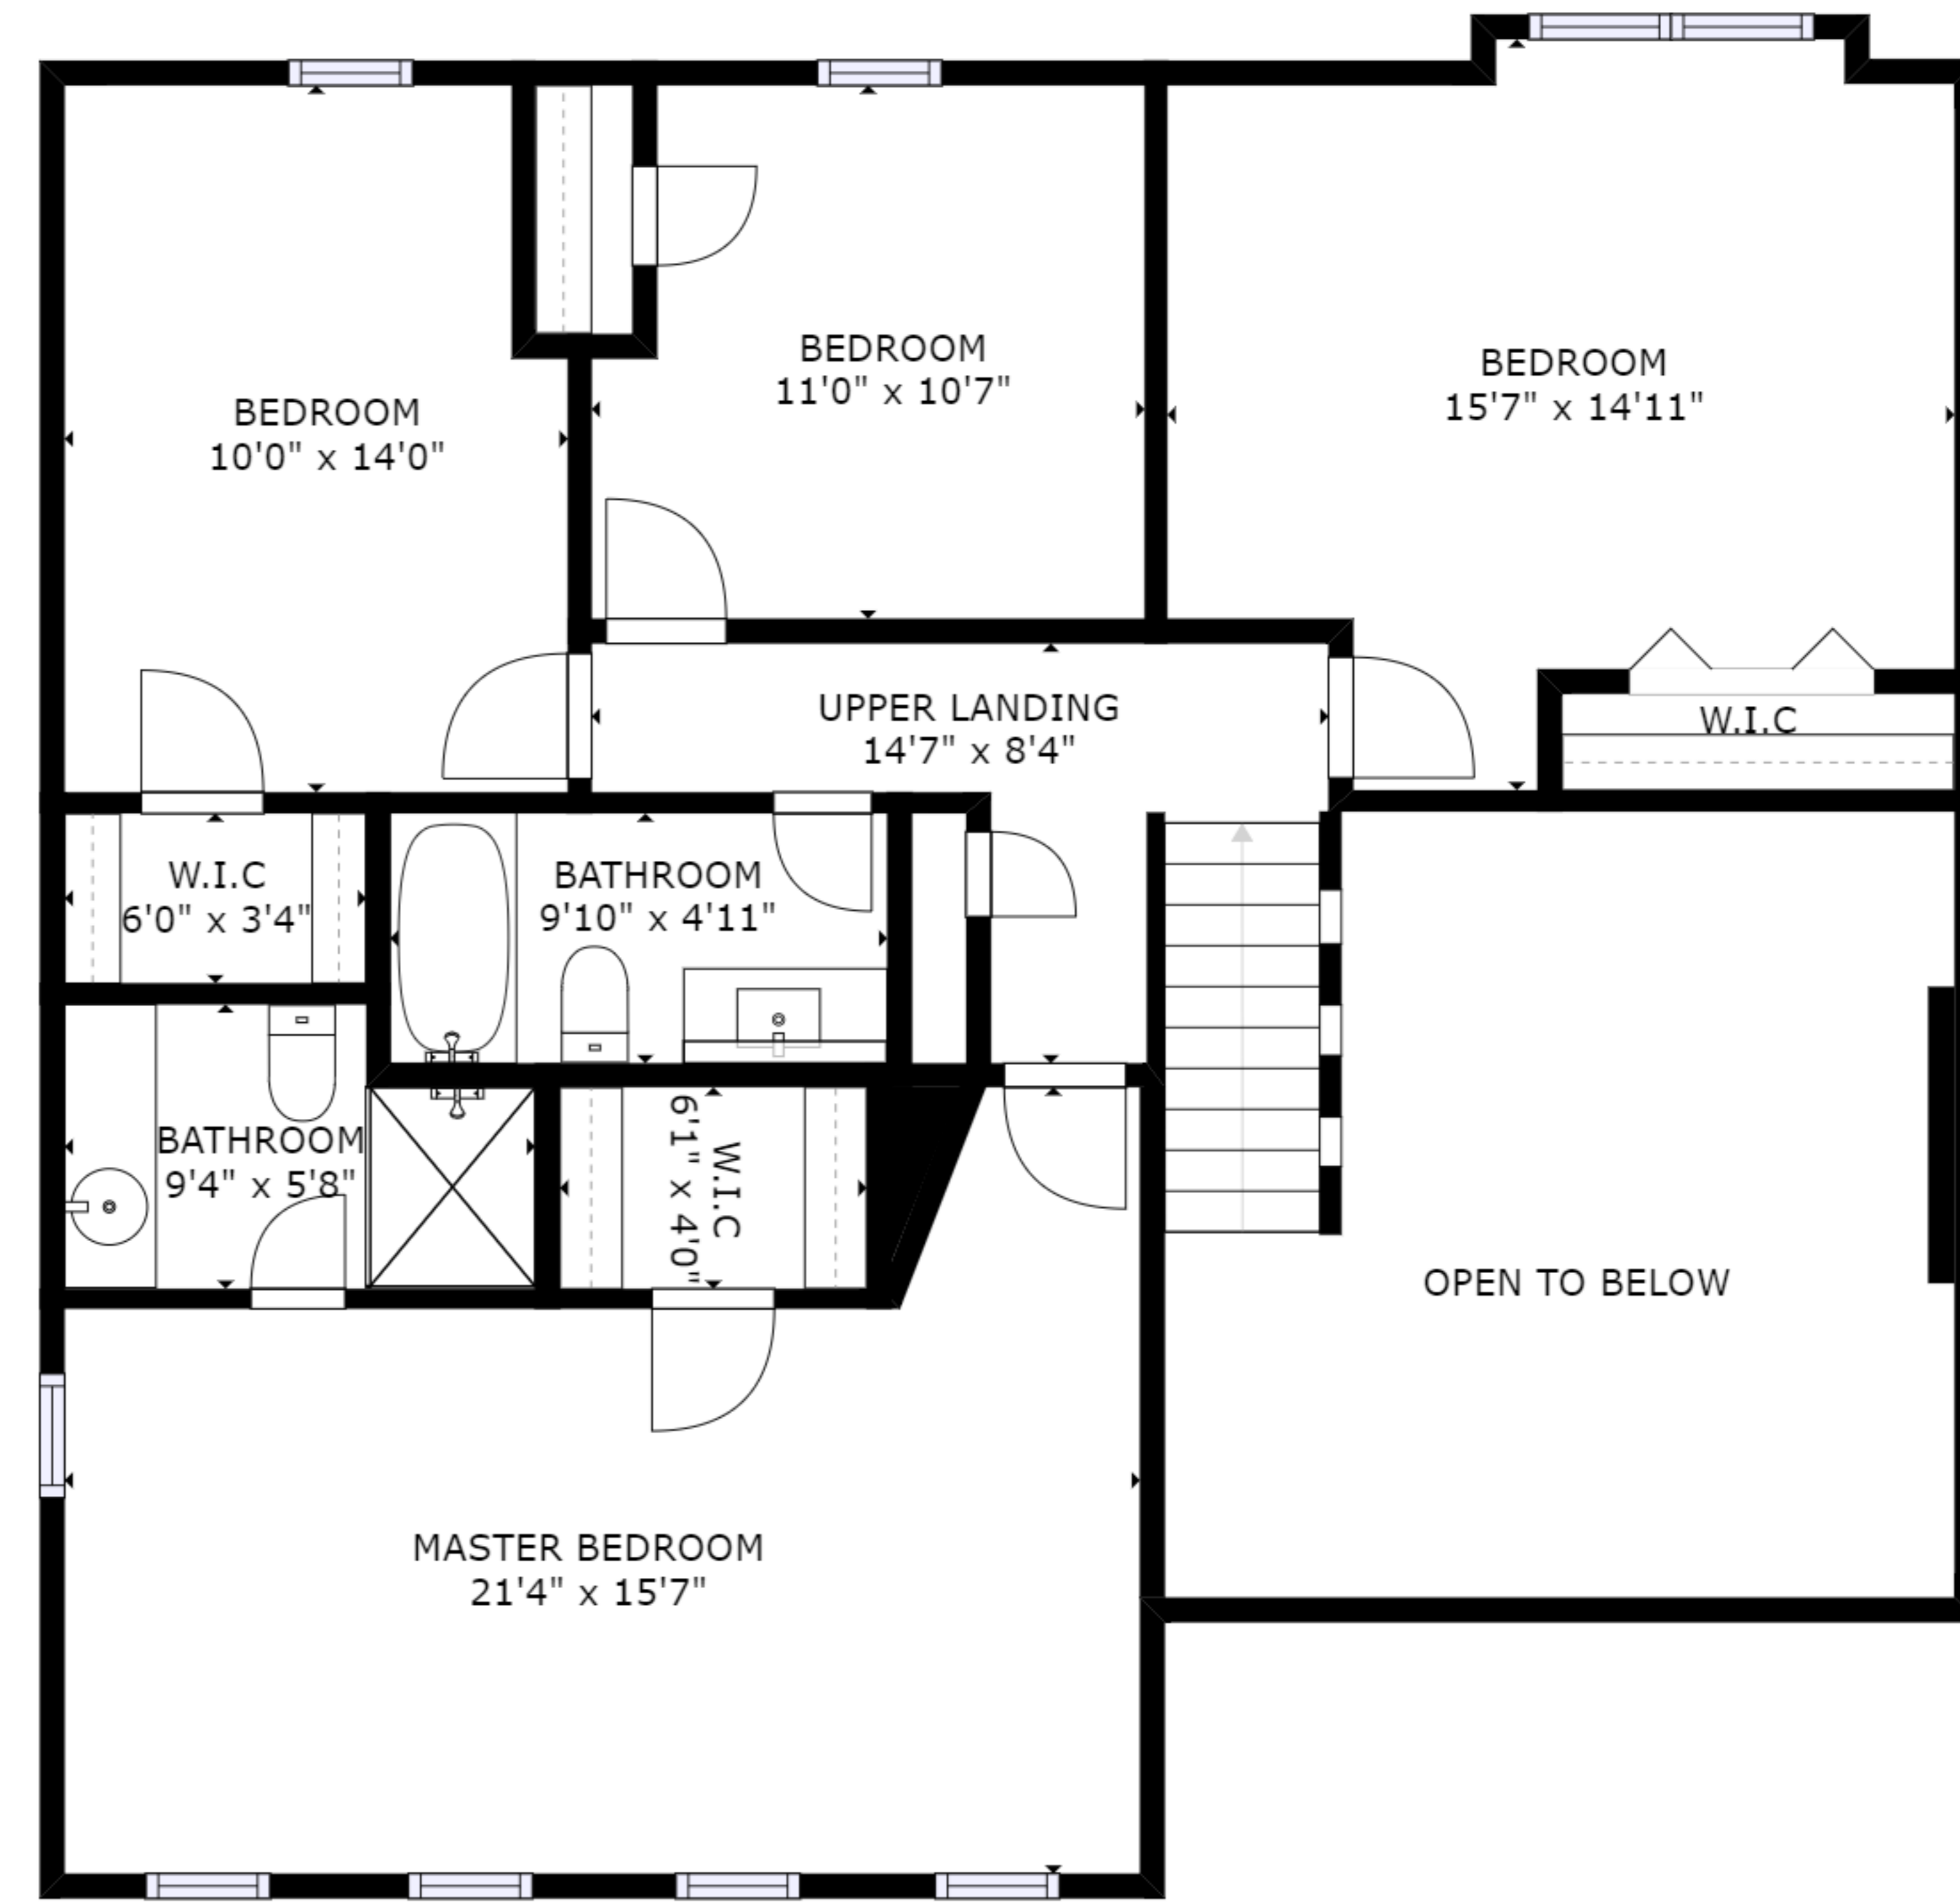 BEDROOM
10'0" x 14'0"
BEDROOM
11'0" x 10'7"
BEDROOM
15'7" x 14'11"
UPPER LANDING
14'7" x 8'4"
W.I.C
W.I.C
6'0" x 3'4"
BATHROOM
9'10" x 4'11"
BATHROOM
9'4" x 5'8"
W.I.C
6'1" x 4'0"
OPEN TO BELOW
MASTER BEDROOM
21'4" x 15'7"